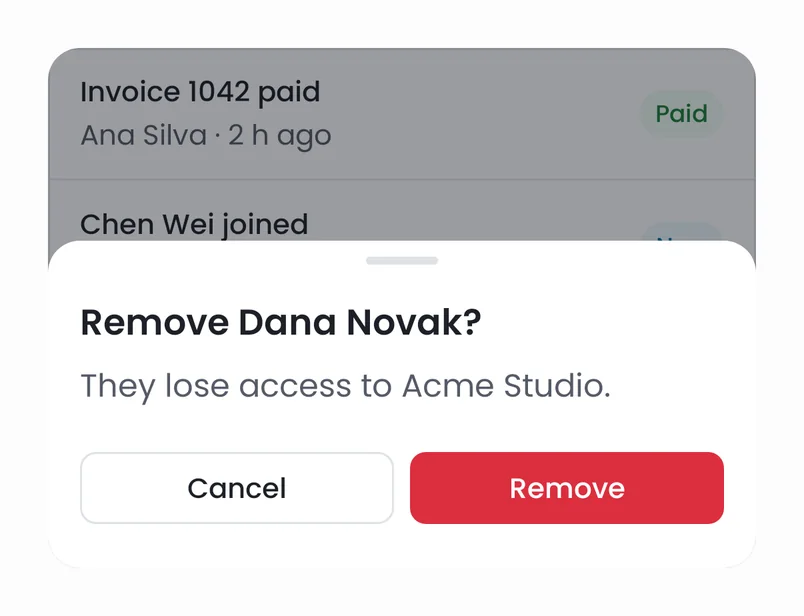 Invoice 1042 paid
Ana Silva · 2 h ago
Paid
Chen Wei joined
Remove Dana Novak?
They lose access to Acme Studio.
Cancel
Remove